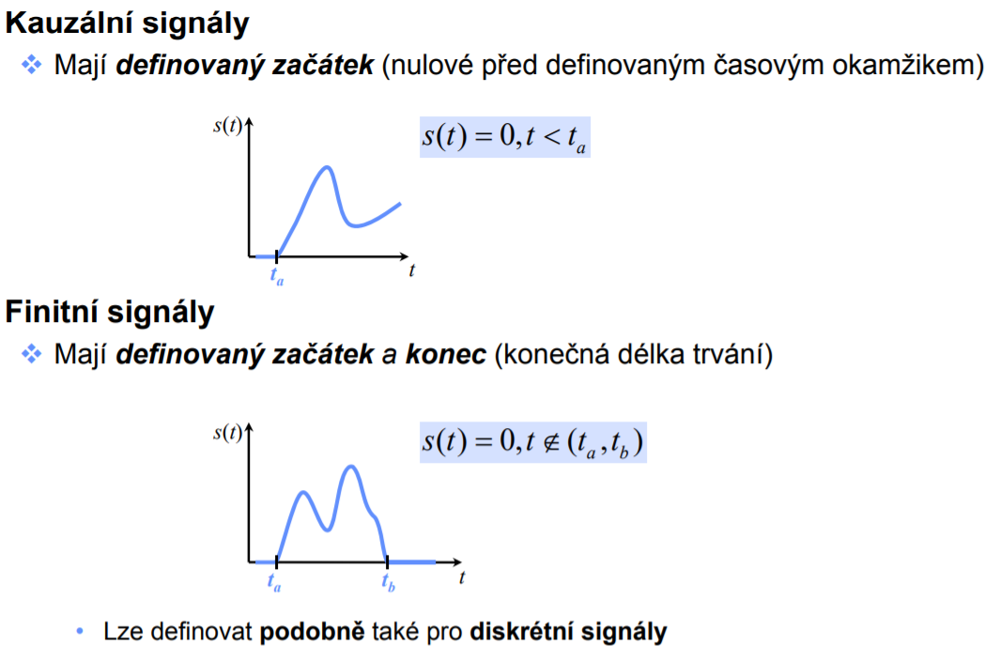 Kauzální signály
❖ Mají definovaný začátek (nulové před definovaným časovým okamžikem)
s(t)
s(t) = 0, t < t_a
t_a
t
Finitní signály
❖ Mají definovaný začátek a konec (konečná délka trvání)
s(t)
s(t) = 0, t ∉ (t_a, t_b)
t_a
t_b
t
• Lze definovat podobně také pro diskrétní signály